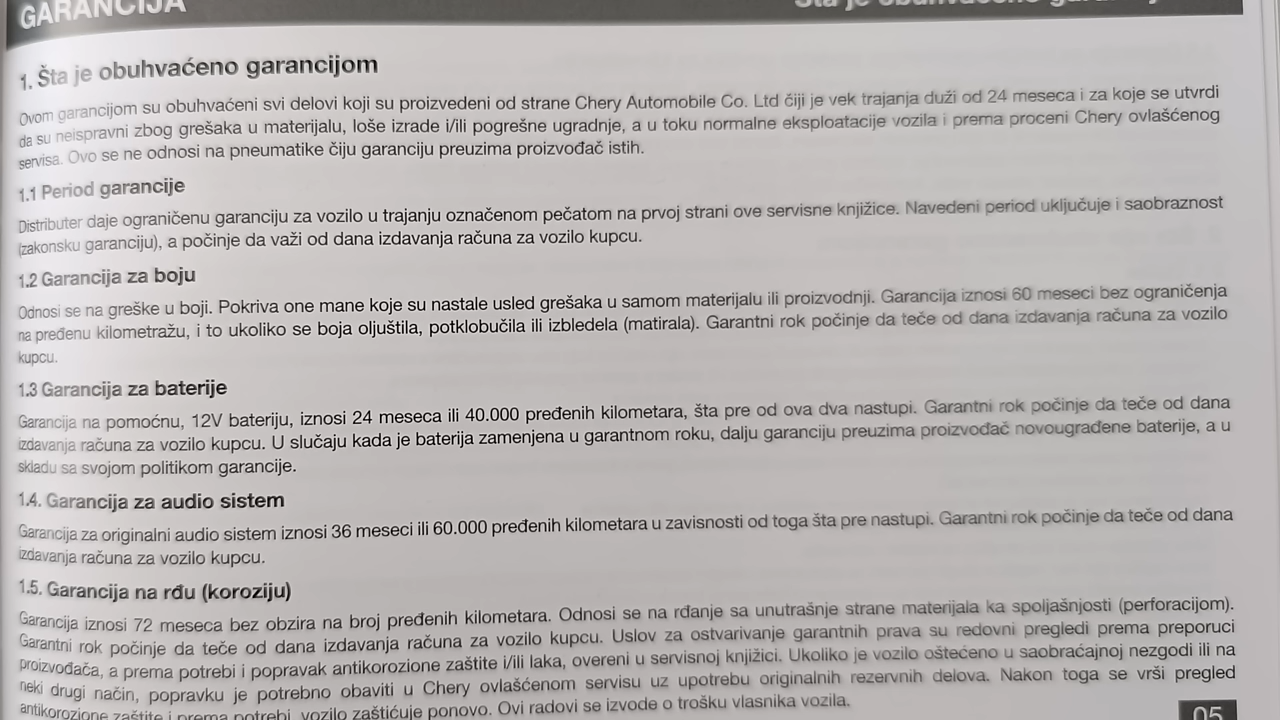 GARANCIJA
Šta je obuhvaćeno
1. Šta je obuhvaćeno garancijom
Ovom garancijom su obuhvaćeni svi delovi koji su proizvedeni od strane Chery Automobile Co. Ltd čiji je vek trajanja duži od 24 meseca i za koje se utvrdi
da su neispravni zbog grešaka u materijalu, loše izrade i/ili pogrešne ugradnje, a u toku normalne eksploatacije vozila i prema proceni Chery ovlašćenog
servisa. Ovo se ne odnosi na pneumatike čiju garanciju preuzima proizvođač istih.
1.1 Period garancije
Distributer daje ograničenu garanciju za vozilo u trajanju označenom pečatom na prvoj strani ove servisne knjižice. Navedeni period uključuje i saobraznost
(zakonsku garanciju), a počinje da važi od dana izdavanja računa za vozilo kupcu.
1.2 Garancija za boju
Odnosi se na greške u boji. Pokriva one mane koje su nastale usled grešaka u samom materijalu ili proizvodnji. Garancija iznosi 60 meseci bez ograničenja
na pređenu kilometražu, i to ukoliko se boja oljuštila, potklobučila ili izbledela (matirala). Garantni rok počinje da teče od dana izdavanja računa za vozilo
kupcu.
1.3 Garancija za baterije
Garancija na pomoćnu, 12V bateriju, iznosi 24 meseca ili 40.000 pređenih kilometara, šta pre od ova dva nastupi. Garantni rok počinje da teče od dana
izdavanja računa za vozilo kupcu. U slučaju kada je baterija zamenjena u garantnom roku, dalju garanciju preuzima proizvođač novougrađene baterije, a u
skladu sa svojom politikom garancije.
1.4. Garancija za audio sistem
Garancija za originalni audio sistem iznosi 36 meseci ili 60.000 pređenih kilometara u zavisnosti od toga šta pre nastupi. Garantni rok počinje da teče od dana
izdavanja računa za vozilo kupcu.
1.5. Garancija na rđu (koroziju)
Garancija iznosi 72 meseca bez obzira na broj pređenih kilometara. Odnosi se na rđanje sa unutrašnje strane materijala ka spoljašnjosti (perforacijom).
Garantni rok počinje da teče od dana izdavanja računa za vozilo kupcu. Uslov za ostvarivanje garantnih prava su redovni pregledi prema preporuci
proizvođača, a prema potrebi i popravak antikorozione zaštite i/ili laka, overeni u servisnoj knjižici. Ukoliko je vozilo oštećeno u saobraćajnoj nezgodi ili na
neki drugi način, popravku je potrebno obaviti u Chery ovlašćenom servisu uz upotrebu originalnih rezervnih delova. Nakon toga se vrši pregled
antikorozione zaštite i prema potrebi, vozilo zaštićuje ponovo. Ovi radovi se izvode o trošku vlasnika vozila.
05